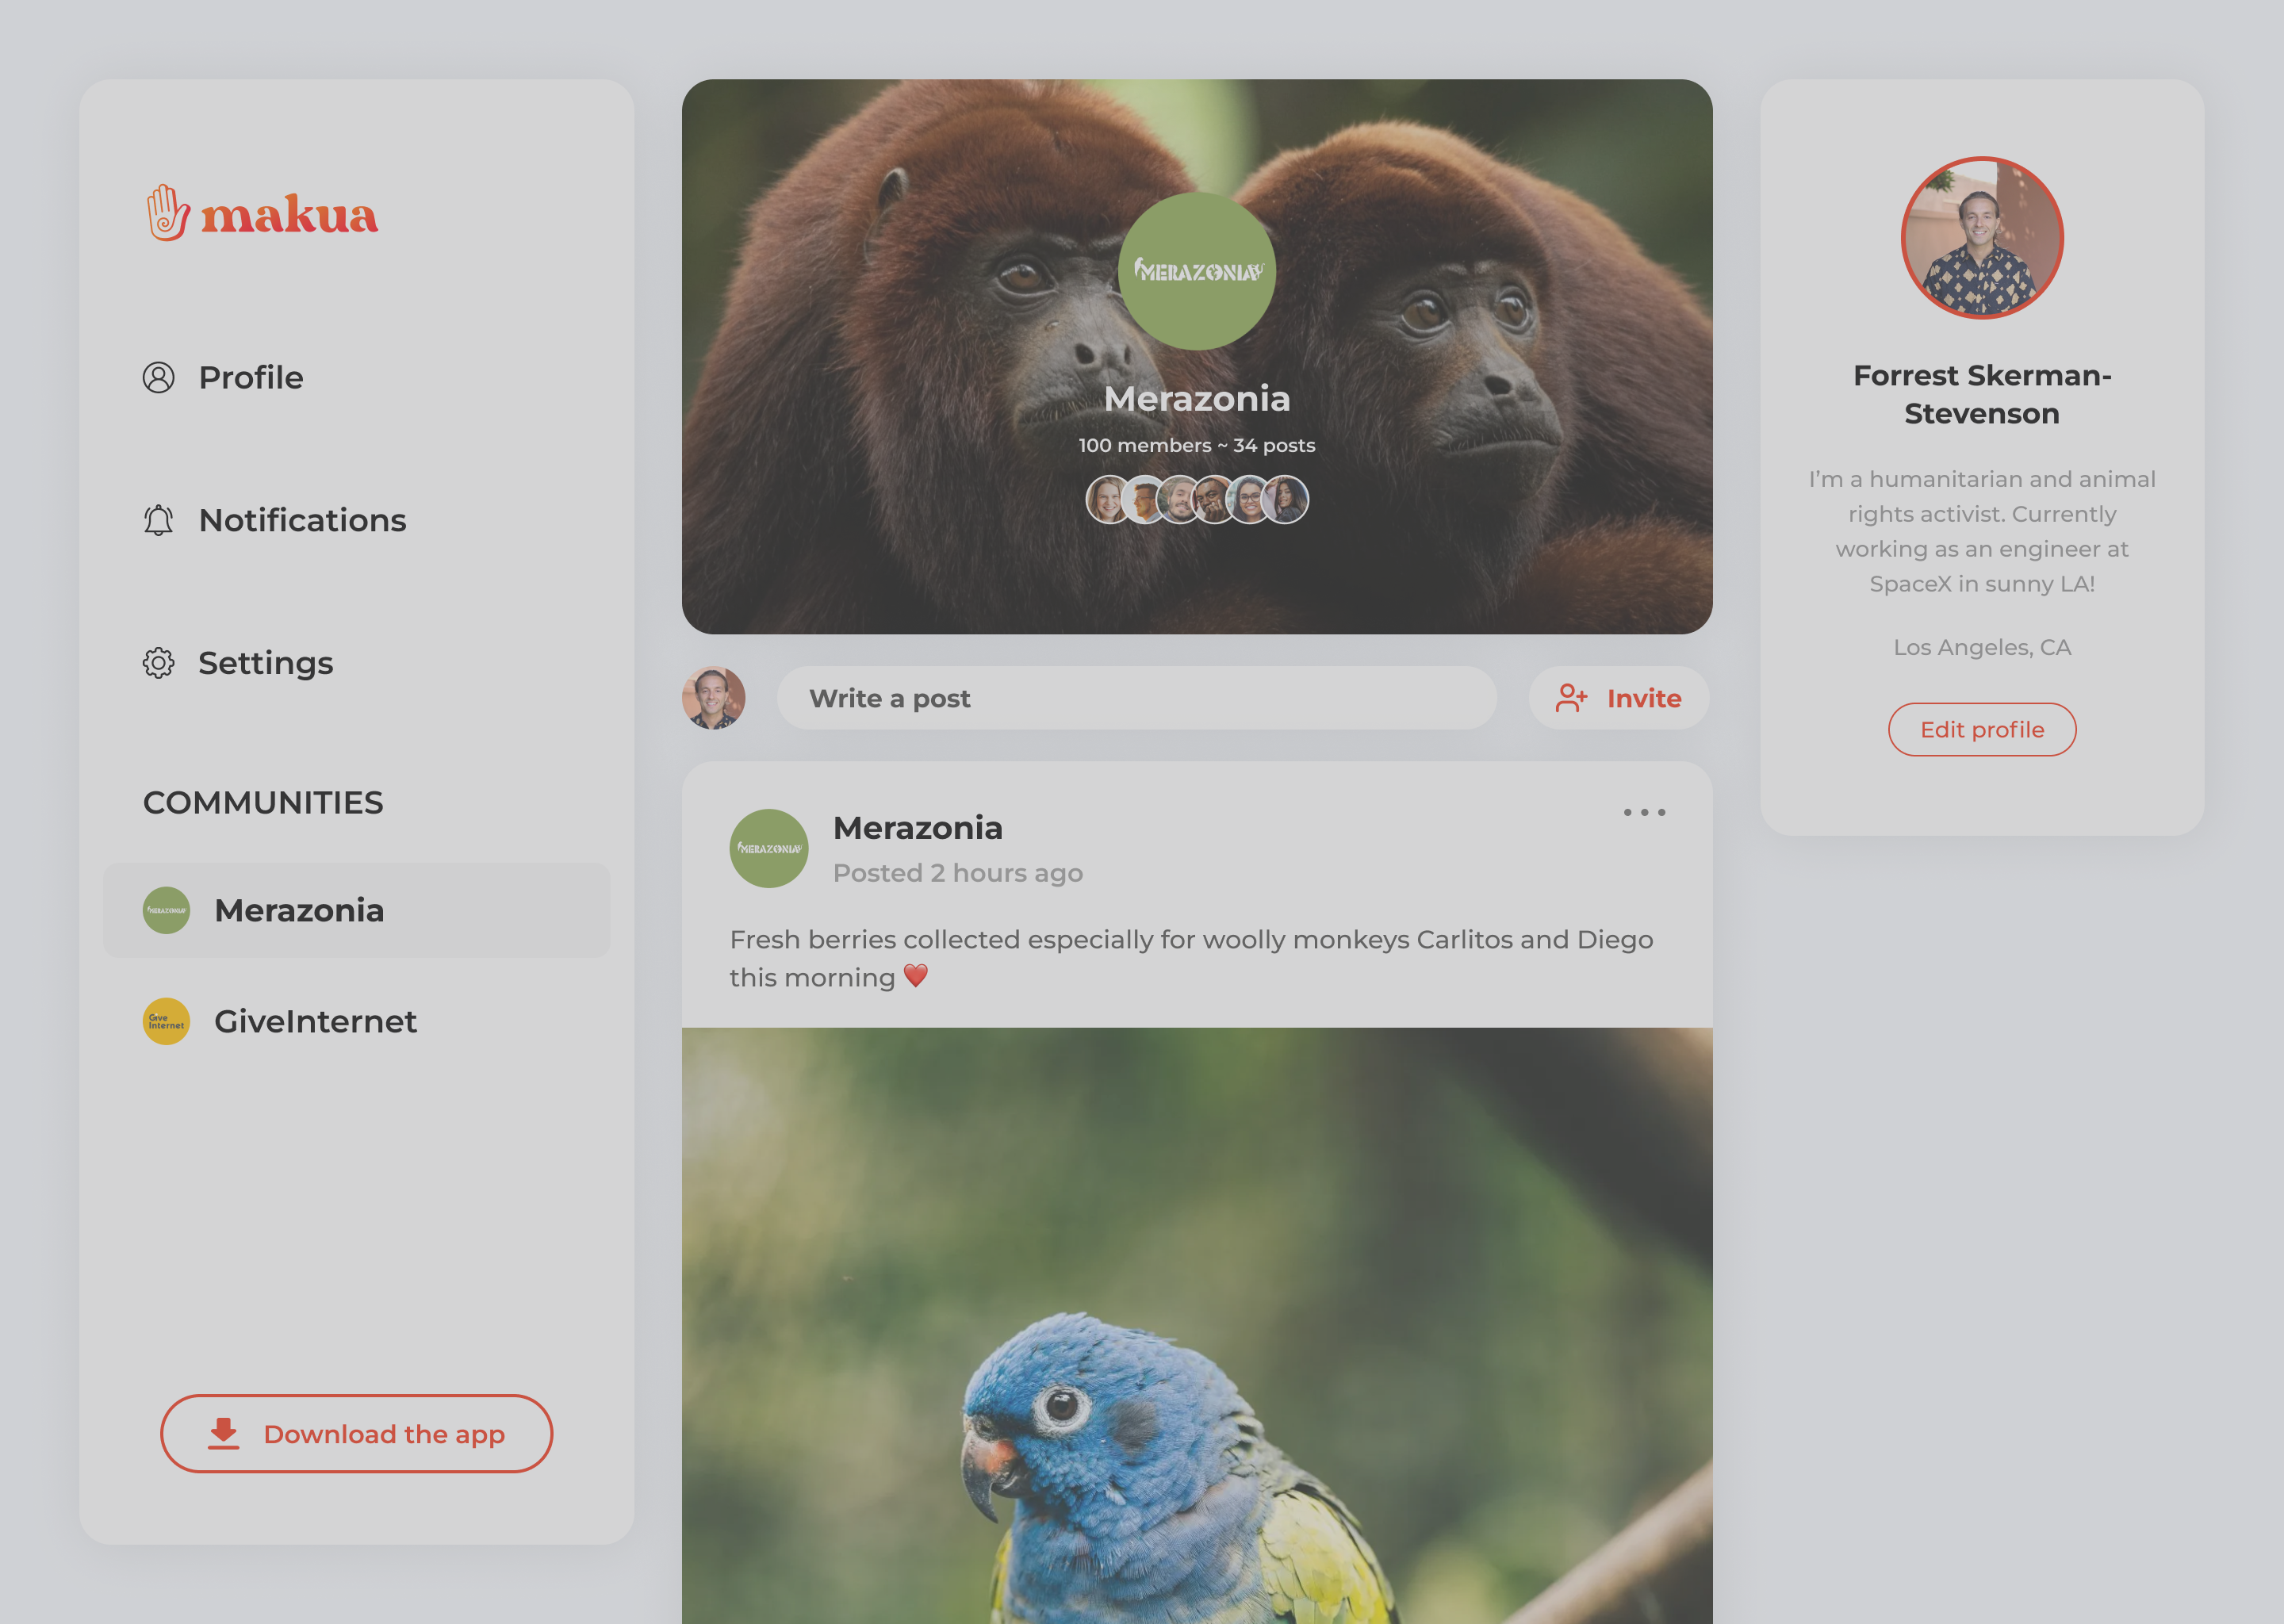 makua
Profile
Notifications
Settings
COMMUNITIES
MERAZONIA
Merazonia
Give
Internet
GiveInternet
Download the app
MERAZONIA
Merazonia
100 members ~ 34 posts
Write a post
Invite
MERAZONIA
Merazonia
Posted 2 hours ago
Fresh berries collected especially for woolly monkeys Carlitos and Diego
this morning ❤️
Forrest Skerman-
Stevenson
I’m a humanitarian and animal
rights activist. Currently
working as an engineer at
SpaceX in sunny LA!
Los Angeles, CA
Edit profile